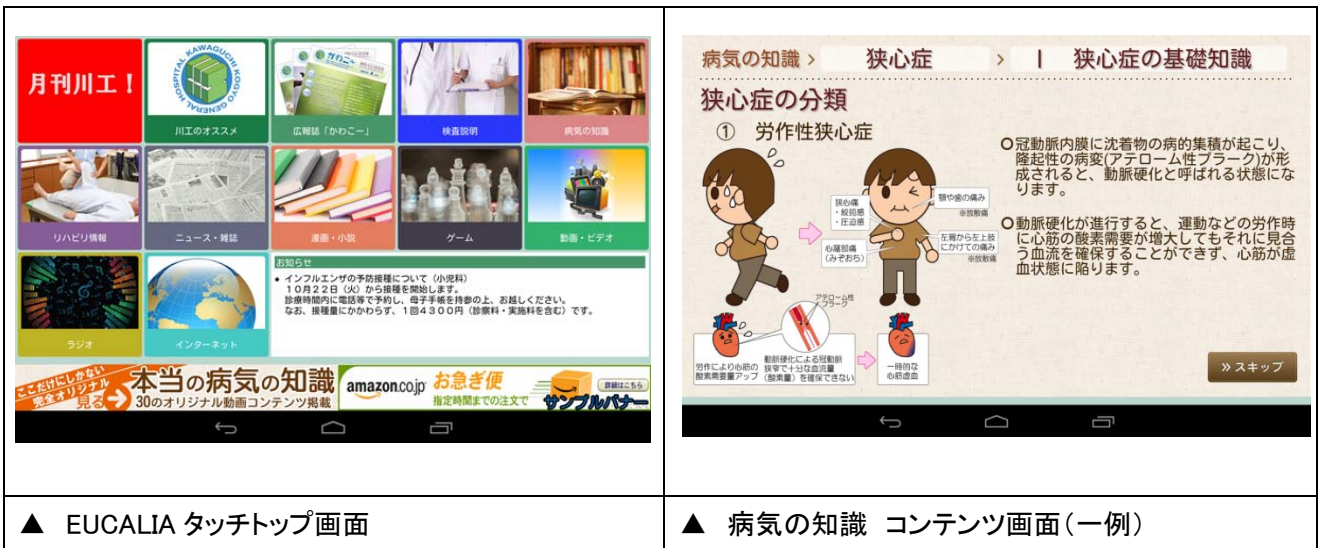 月刊川工!
KAWAGUCHI KOGYO GENERAL HOSPITAL
川工のオススメ
広報誌「かわこー」
検査説明
病気の知識
リハビリ情報
ニュース・雑誌
漫画・小説
ゲーム
動画・ビデオ
ラジオ
インターネット
お知らせ
• インフルエンザの予防接種について(小児科)
10月22日(火)から接種を開始します。
診療時間内に電話等で予約し、母子手帳を持参の上、お越しください。
なお、接種量にかかわらず、1回4300円(診察料・実施料を含む)です。
ここだけにしかない
完全オリジナル
見る
本当の病気の知識
30のオリジナル動画コンテンツ掲載
amazon.co.jp
お急ぎ便
指定時間までの注文で
詳細はこちら
サンプルバナー
▲ EUCALIA タッチトップ画面
病気の知識 > 狭心症 > I 狭心症の基礎知識
狭心症の分類
① 労作性狭心症
狭心痛
・絞扼感
・圧迫感
心窩部痛
(みぞおち)
顎や歯の痛み
※放散痛
左肩から左上肢
にかけての痛み
※放散痛
アテローム性
プラーク
労作により心筋の
酸素需要量アップ
動脈硬化による冠動脈
狭窄で十分な血流量
(酸素量)を確保できない
一時的な
心筋虚血
冠動脈内膜に沈着物の病的集積が起こり、
隆起性の病変(アテローム性プラーク)が形
成されると、動脈硬化と呼ばれる状態にな
ります。
動脈硬化が進行すると、運動などの労作時
に心筋の酸素需要が増大してもそれに見合
う血流を確保することができず、心筋が虚
血状態に陥ります。
» スキップ
▲ 病気の知識 コンテンツ画面(一例)